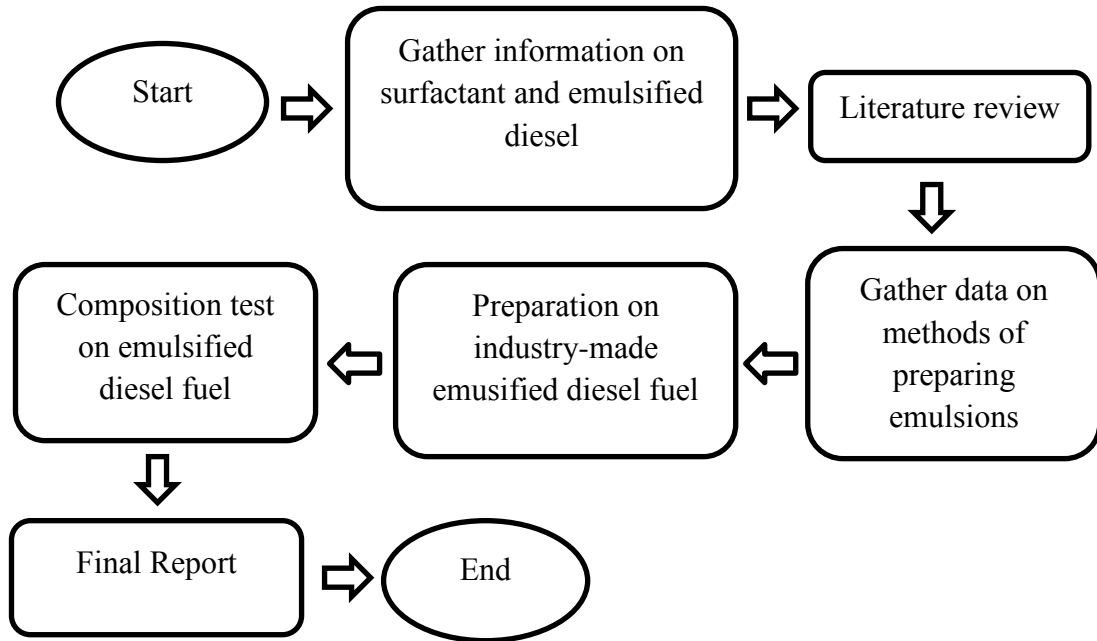 Start
Gather information on
surfactant and emulsified
diesel
Literature review
Gather data on
methods of
preparing
emulsions
Preparation on
industry-made
emusified diesel fuel
Composition test
on emulsified
diesel fuel
Final Report
End